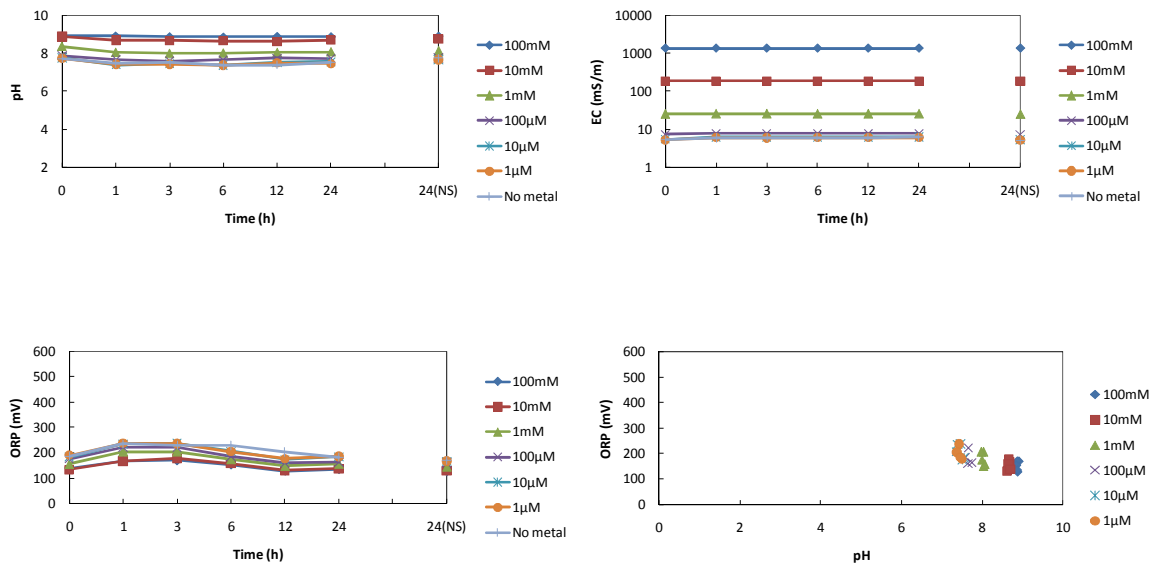 10
8
6
4
2
pH
0
1
3
6
12
24
24(NS)
Time (h)
100mM
10mM
1mM
100μM
10μM
1μM
No metal
10000
1000
100
10
1
EC (mS/m)
0
1
3
6
12
24
24(NS)
Time (h)
100mM
10mM
1mM
100μM
10μM
1μM
No metal
600
500
400
300
200
100
0
ORP (mV)
0
1
3
6
12
24
24(NS)
Time (h)
100mM
10mM
1mM
100μM
10μM
1μM
No metal
600
500
400
300
200
100
0
ORP (mV)
0
2
4
6
8
10
pH
100mM
10mM
1mM
100μM
10μM
1μM